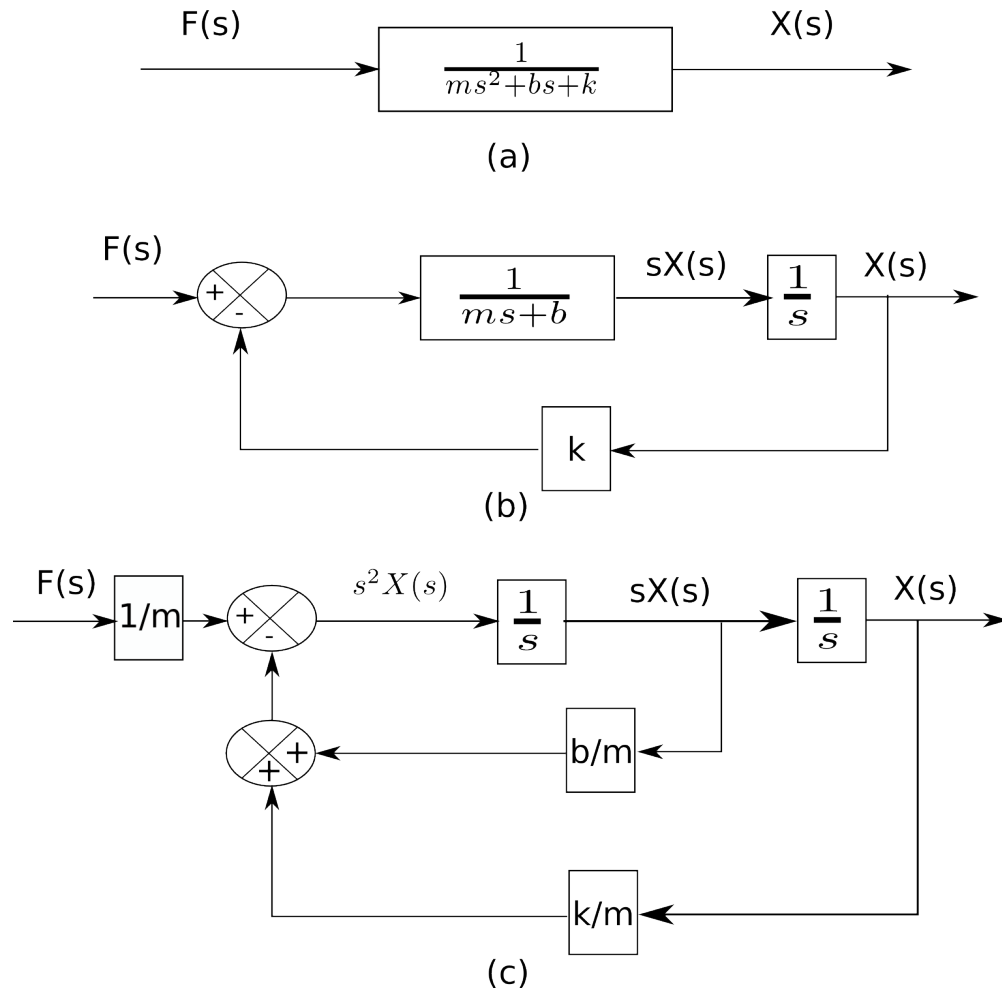 F(s) X(s)
1
ms²+bs+k
(a)
F(s) sX(s) X(s)
+ 1 1
- ms+b s
k
(b)
F(s) s²X(s) sX(s) X(s)
1/m + - 1 1
s s
+ + b/m
k/m
(c)